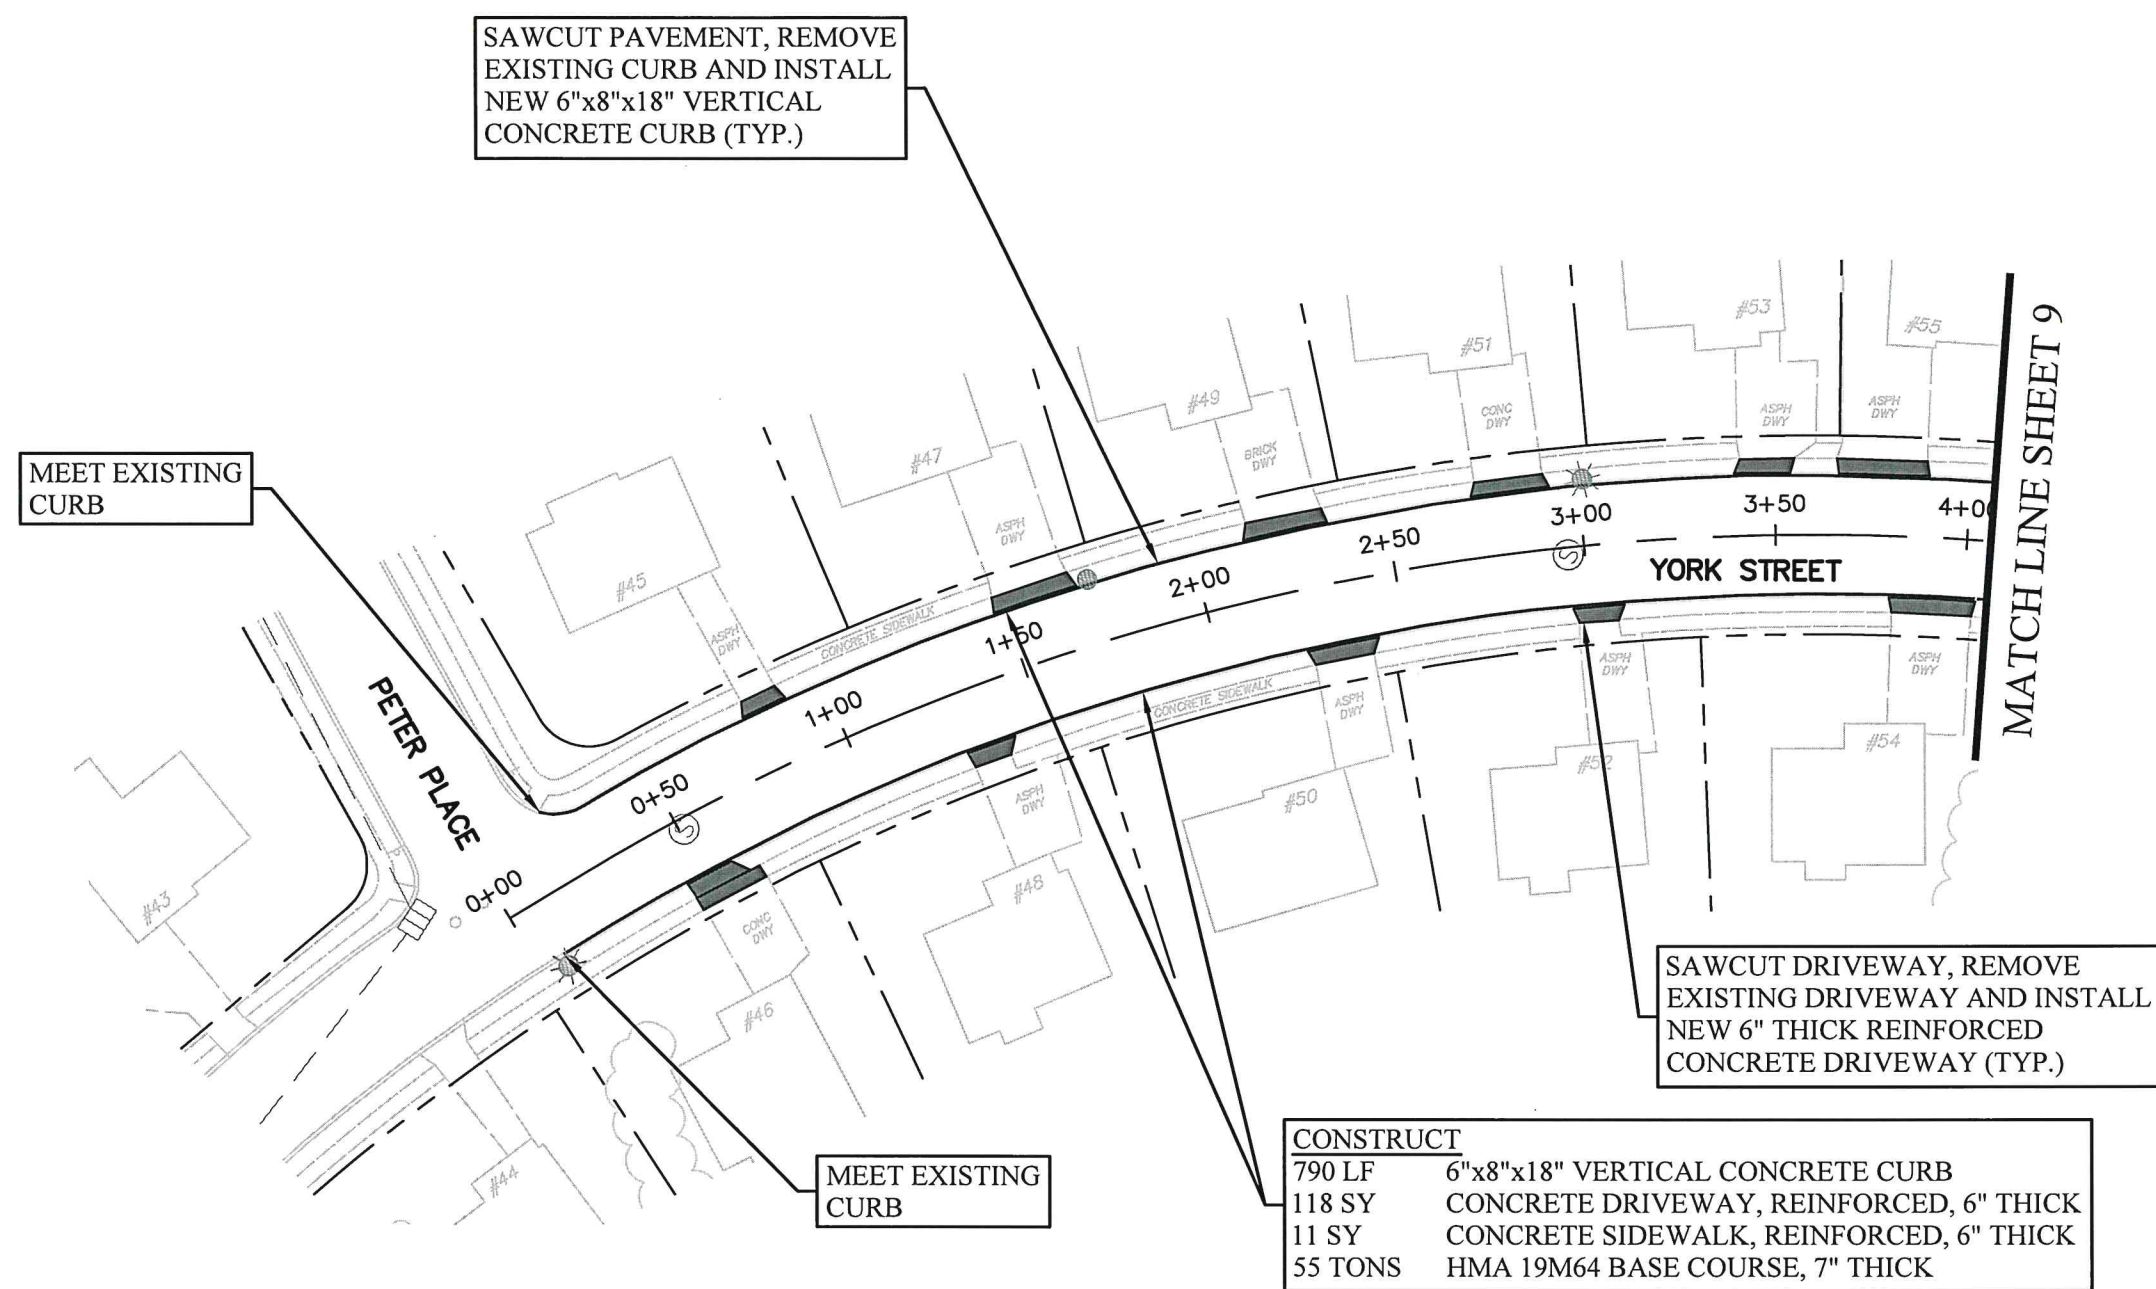 SAWCUT PAVEMENT, REMOVE
EXISTING CURB AND INSTALL
NEW 6"x8"x18" VERTICAL
CONCRETE CURB (TYP.)
MEET EXISTING
CURB
#45
#47
#49
#51
#53
#55
ASPH
DWY
ASPH
DWY
BRICK
DWY
CONC
DWY
ASPH
DWY
ASPH
DWY
CONCRETE SIDEWALK
MATCH LINE SHEET 9
PETER PLACE
0+00
0+50
1+00
1+50
2+00
2+50
3+00
3+50
4+00
S
S
YORK STREET
CONCRETE SIDEWALK
CONC
DWY
ASPH
DWY
ASPH
DWY
ASPH
DWY
ASPH
DWY
#43
#44
#46
#48
#50
#52
#54
SAWCUT DRIVEWAY, REMOVE
EXISTING DRIVEWAY AND INSTALL
NEW 6" THICK REINFORCED
CONCRETE DRIVEWAY (TYP.)
MEET EXISTING
CURB
CONSTRUCT
790 LF 6"x8"x18" VERTICAL CONCRETE CURB
118 SY CONCRETE DRIVEWAY, REINFORCED, 6" THICK
11 SY CONCRETE SIDEWALK, REINFORCED, 6" THICK
55 TONS HMA 19M64 BASE COURSE, 7" THICK